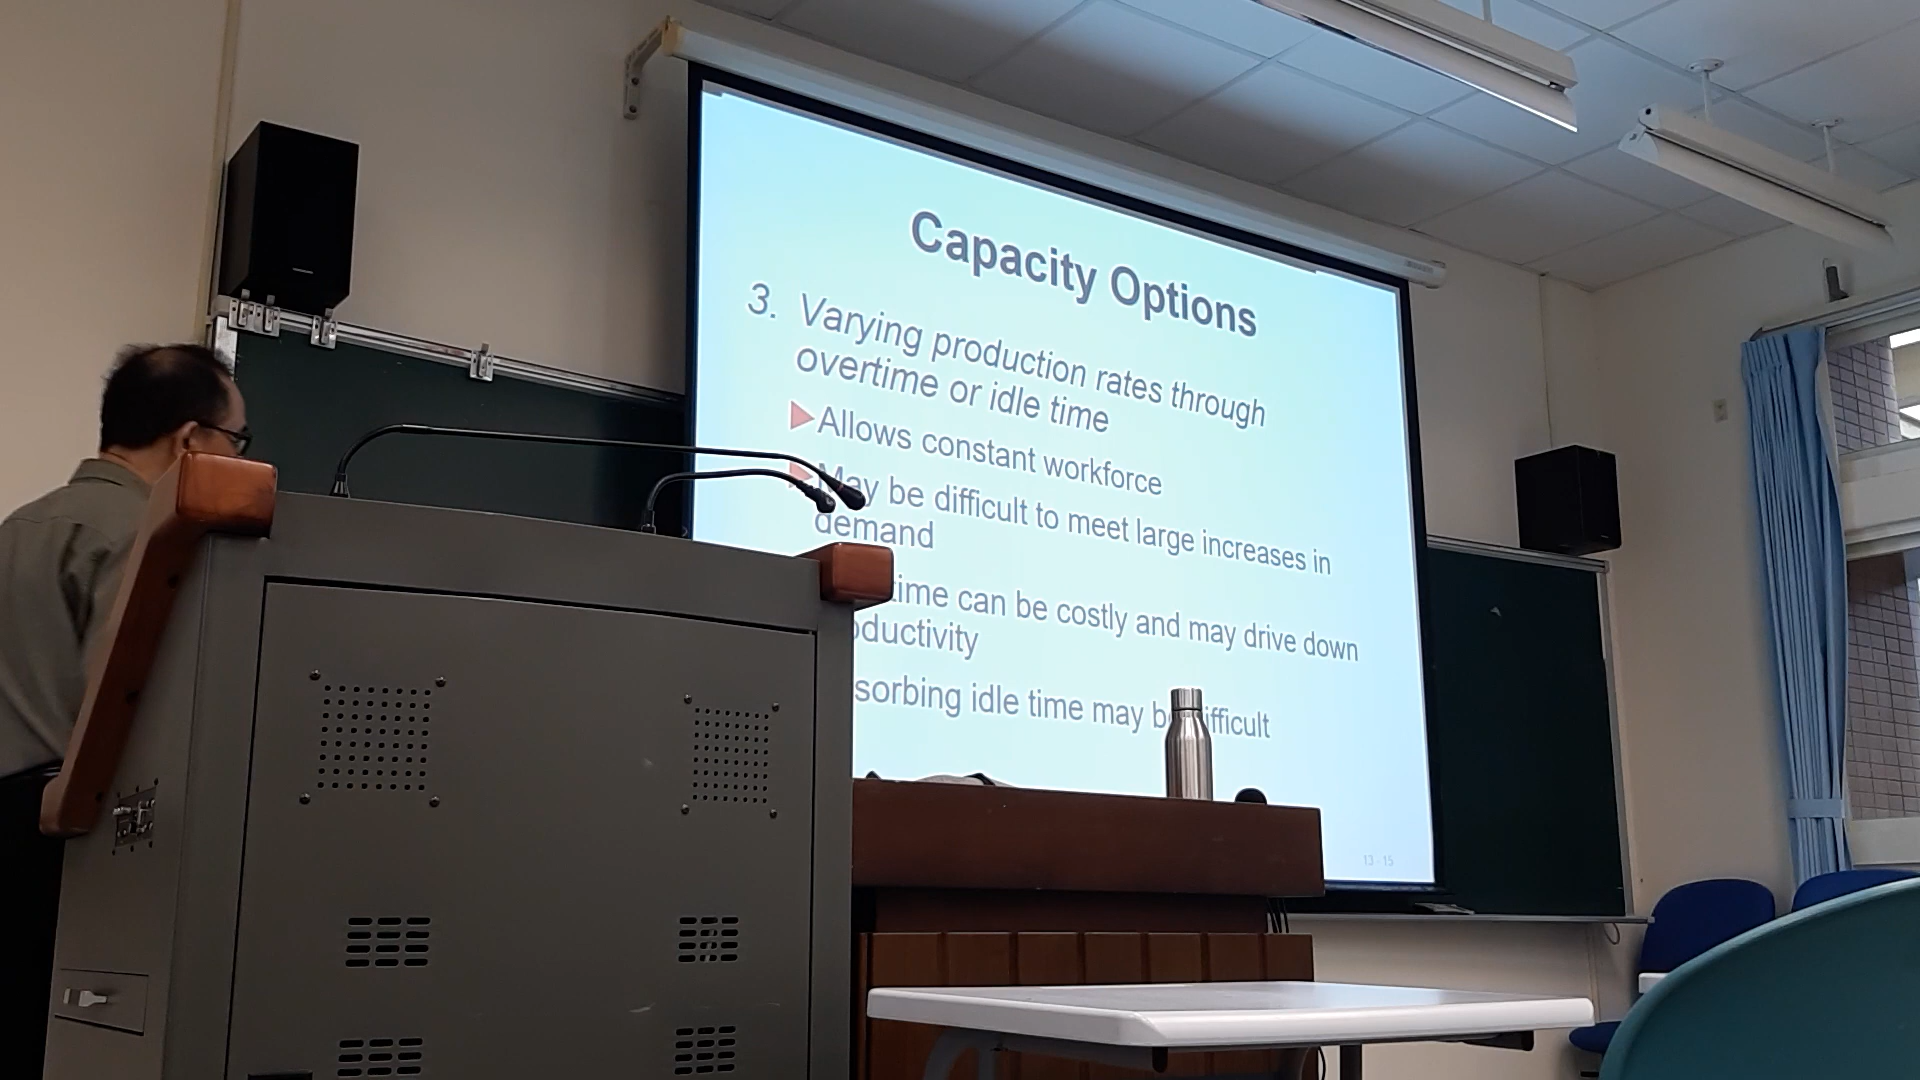 Capacity Options
3. Varying production rates through
overtime or idle time
Allows constant workforce
May be difficult to meet large increases in
demand
time can be costly and may drive down
oductivity
sorbing idle time may be difficult
13 - 15